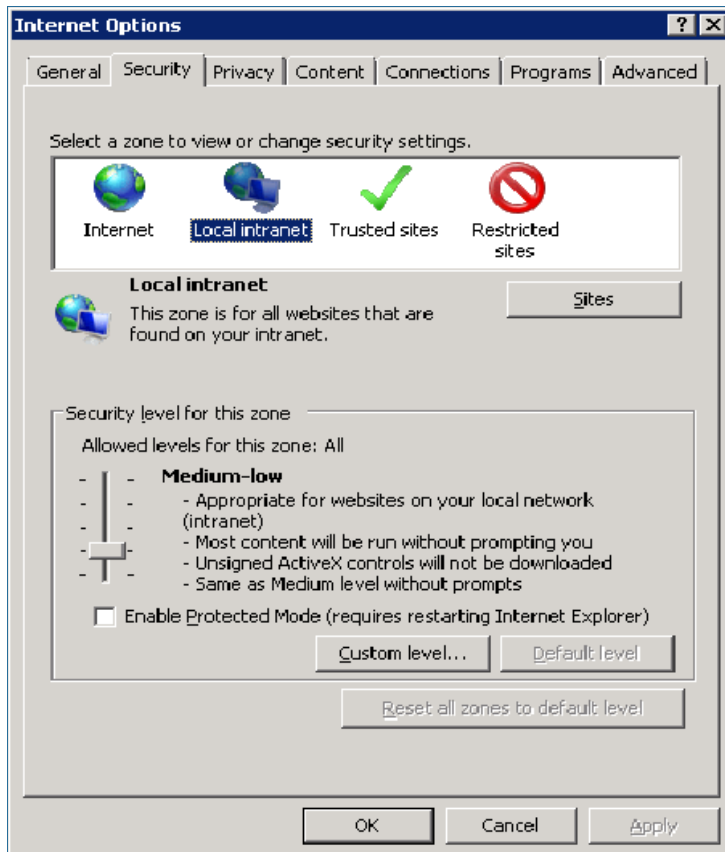 Internet Options
General Security Privacy Content Connections Programs Advanced
Select a zone to view or change security settings.
Internet Local intranet Trusted sites Restricted
sites
Local intranet
Sites
This zone is for all websites that are
found on your intranet.
Security level for this zone
Allowed levels for this zone: All
Medium-low
- Appropriate for websites on your local network
(intranet)
- Most content will be run without prompting you
- Unsigned ActiveX controls will not be downloaded
- Same as Medium level without prompts
Enable Protected Mode (requires restarting Internet Explorer)
Custom level... Default level
Reset all zones to default level
OK Cancel Apply